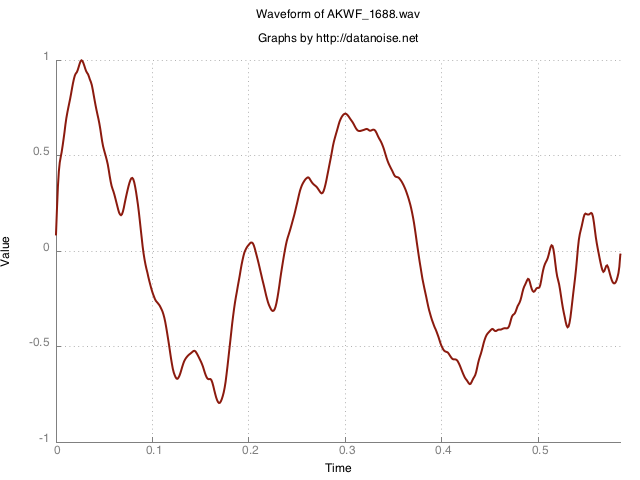 Waveform of AKWF_1688.wav
Graphs by http://datanoise.net
1
0.5
0
-0.5
-1
Value
0 0.1 0.2 0.3 0.4 0.5
Time